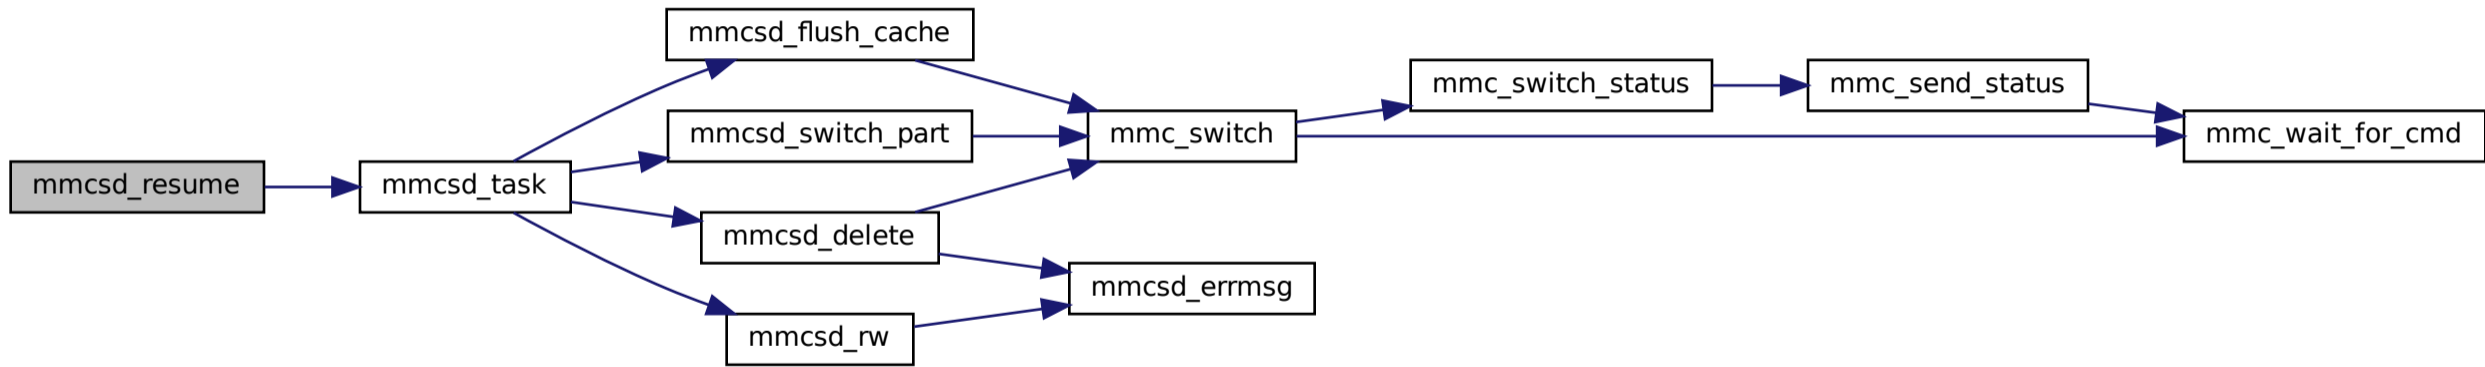 mmcsd_resume
mmcsd_task
mmcsd_flush_cache
mmcsd_switch_part
mmcsd_delete
mmcsd_rw
mmc_switch
mmcsd_errmsg
mmc_switch_status
mmc_send_status
mmc_wait_for_cmd